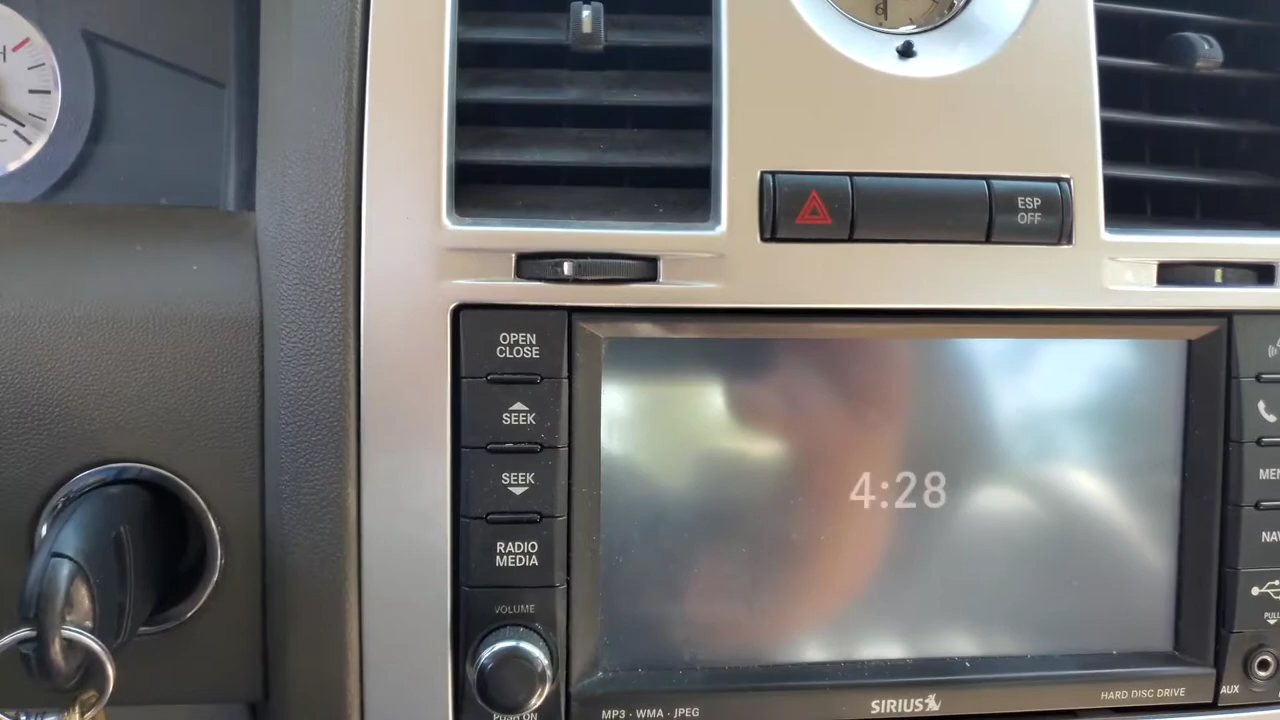 H
C
ESP
OFF
OPEN
CLOSE
SEEK
SEEK
RADIO
MEDIA
VOLUME
PUSH ON
4:28
MP3 · WMA · JPEG
SIRIUS
HARD DISC DRIVE
AUX